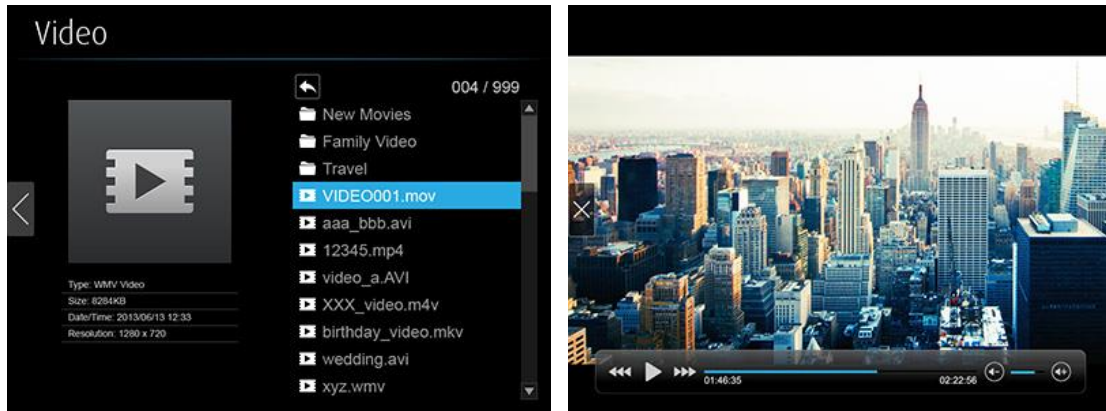 Video
004 / 999
New Movies
Family Video
Travel
VIDEO001.mov
aaa_bbb.avi
12345.mp4
video_a.AVI
XXX_video.m4v
birthday_video.mkv
wedding.avi
xyz.wmv
Type: WMV Video
Size: 8284KB
Date/Time: 2013/06/13 12:33
Resolution: 1280 x 720
01:46:35
02:22:56